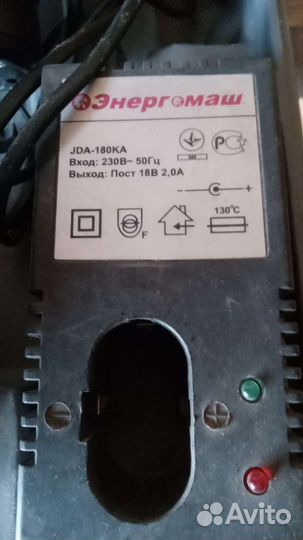 Энергомаш
JDA-180KA
Вход: 230В~ 50Гц
Выход: Пост 18В 2,0А
- +
F
130°C
Avito